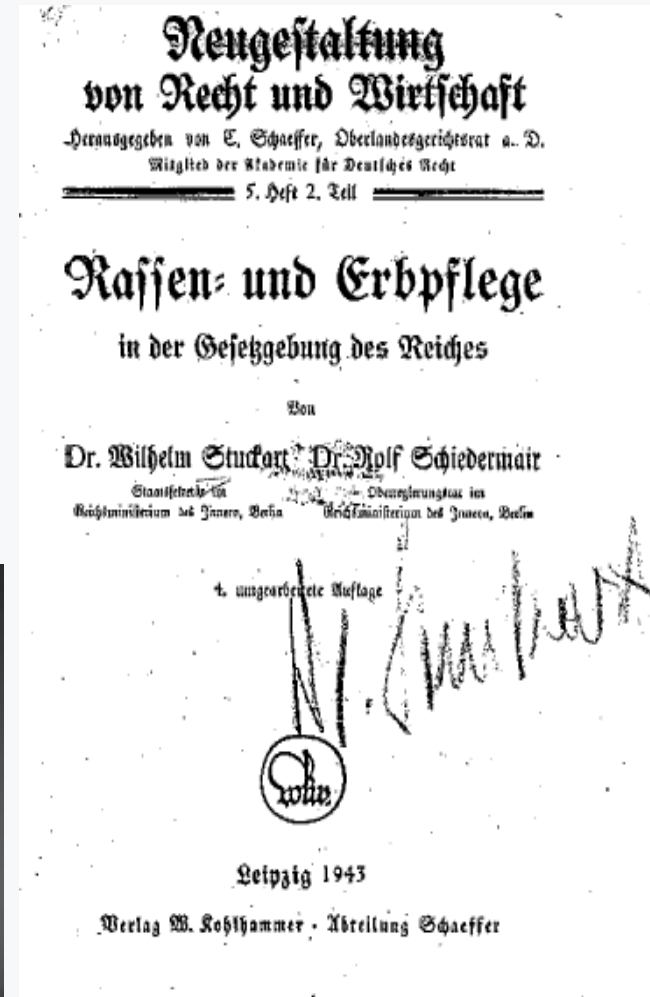 Neugestaltung
von Recht und Wirtschaft
Herausgegeben von C. Schaeffer, Oberlandesgerichtsrat a. D.
Mitglied der Akademie für Deutsches Recht
5. Heft 2. Teil
Rassen- und Erbpflege
in der Gesetzgebung des Reiches
Von
Dr. Wilhelm Stuckart Dr. Rolf Schiedermair
Staatssekretär im Oberregierungsrat im
Reichsministerium des Innern, Berlin Reichsministerium des Innern, Berlin
4. umgearbeitete Auflage
W. Stuckart
Leipzig 1943
Verlag W. Kohlhammer · Abteilung Schaeffer